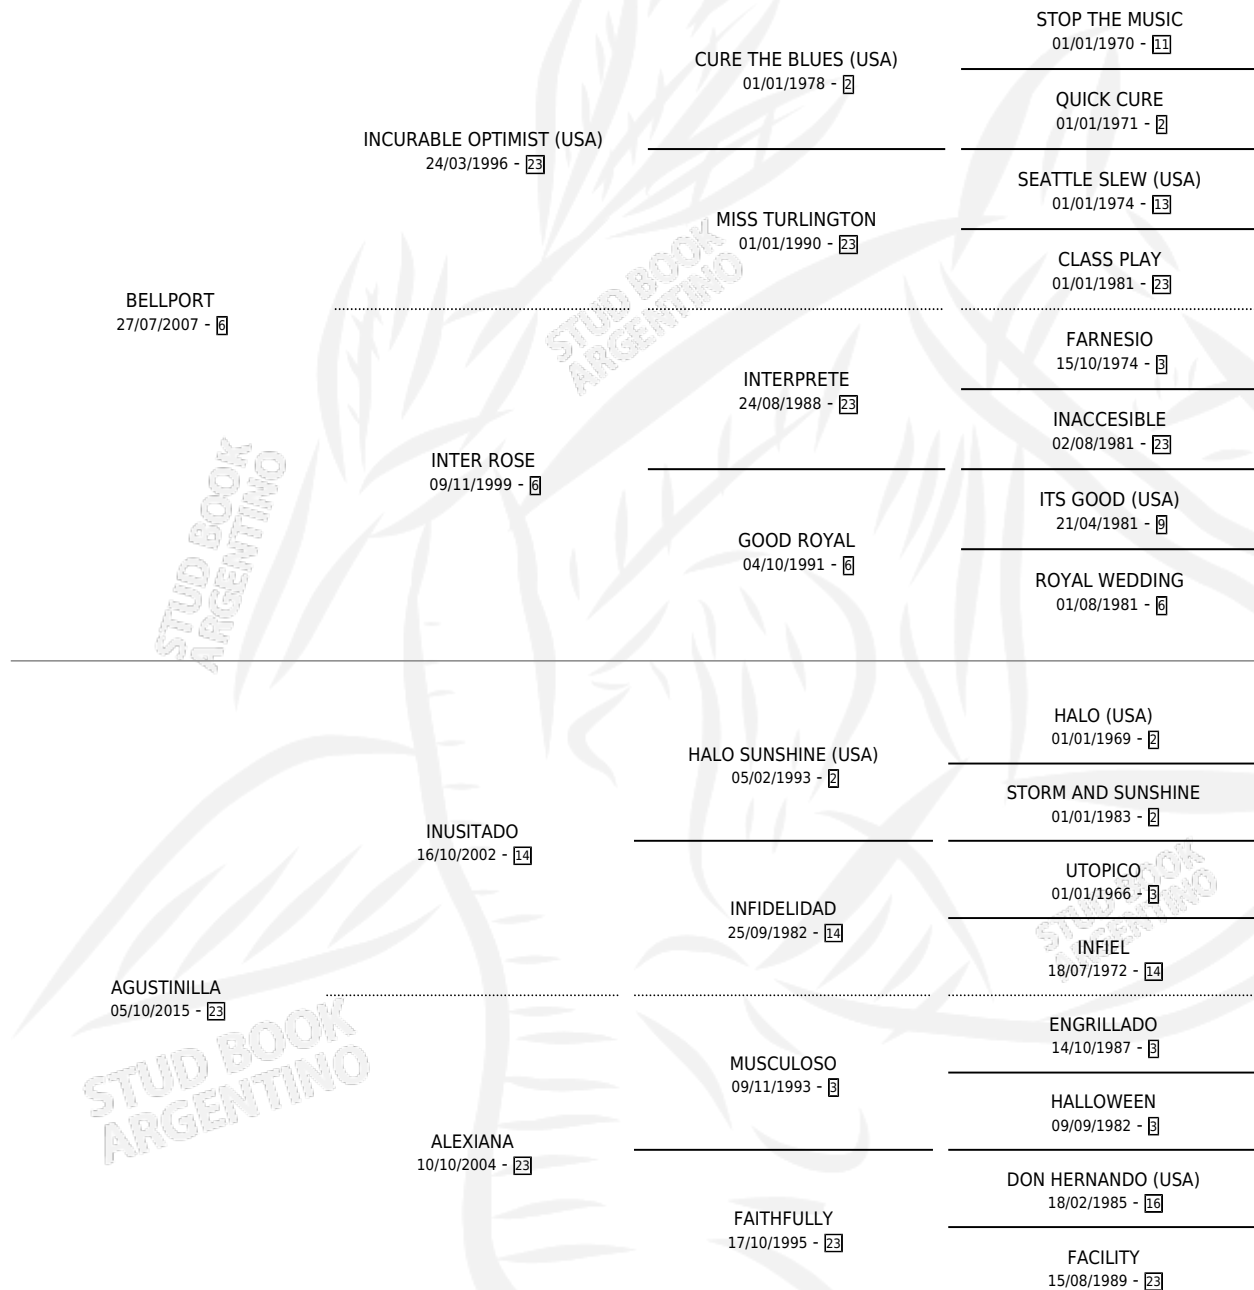 STOP THE MUSIC
01/01/1970 - 11
CURE THE BLUES (USA)
01/01/1978 - 2
QUICK CURE
01/01/1971 - 2
INCURABLE OPTIMIST (USA)
24/03/1996 - 23
SEATTLE SLEW (USA)
01/01/1974 - 13
MISS TURLINGTON
01/01/1990 - 23
CLASS PLAY
01/01/1981 - 23
BELLPORT
27/07/2007 - 6
FARNESIO
15/10/1974 - 3
INTERPRETE
24/08/1988 - 23
INACCESIBLE
02/08/1981 - 23
INTER ROSE
09/11/1999 - 6
ITS GOOD (USA)
21/04/1981 - 9
GOOD ROYAL
04/10/1991 - 6
ROYAL WEDDING
01/08/1981 - 6
HALO (USA)
01/01/1969 - 2
HALO SUNSHINE (USA)
05/02/1993 - 2
STORM AND SUNSHINE
01/01/1983 - 2
INUSITADO
16/10/2002 - 14
UTOPICO
01/01/1966 - 3
INFIDELIDAD
25/09/1982 - 14
INFIEL
18/07/1972 - 14
AGUSTINILLA
05/10/2015 - 23
ENGRILLADO
14/10/1987 - 3
MUSCULOSO
09/11/1993 - 3
HALLOWEEN
09/09/1982 - 3
ALEXIANA
10/10/2004 - 23
DON HERNANDO (USA)
18/02/1985 - 16
FAITHFULLY
17/10/1995 - 23
FACILITY
15/08/1989 - 23
STUD BOOK
ARGENTINO
STUD BOOK
ARGENTINO
STUD BOOK
ARGENTINO
STUD BOOK
ARGENTINO